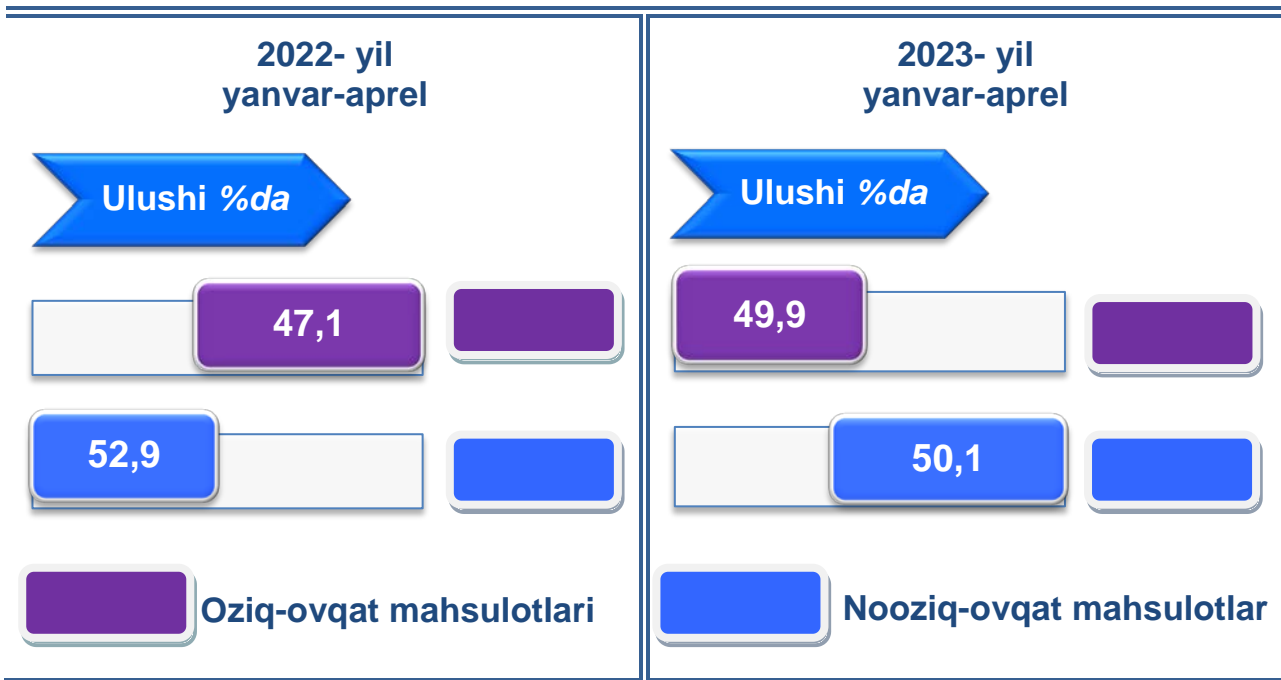 2022- yil
yanvar-aprel
Ulushi %da
47,1
52,9
2023- yil
yanvar-aprel
Ulushi %da
49,9
50,1
Oziq-ovqat mahsulotlari
Nooziq-ovqat mahsulotlar